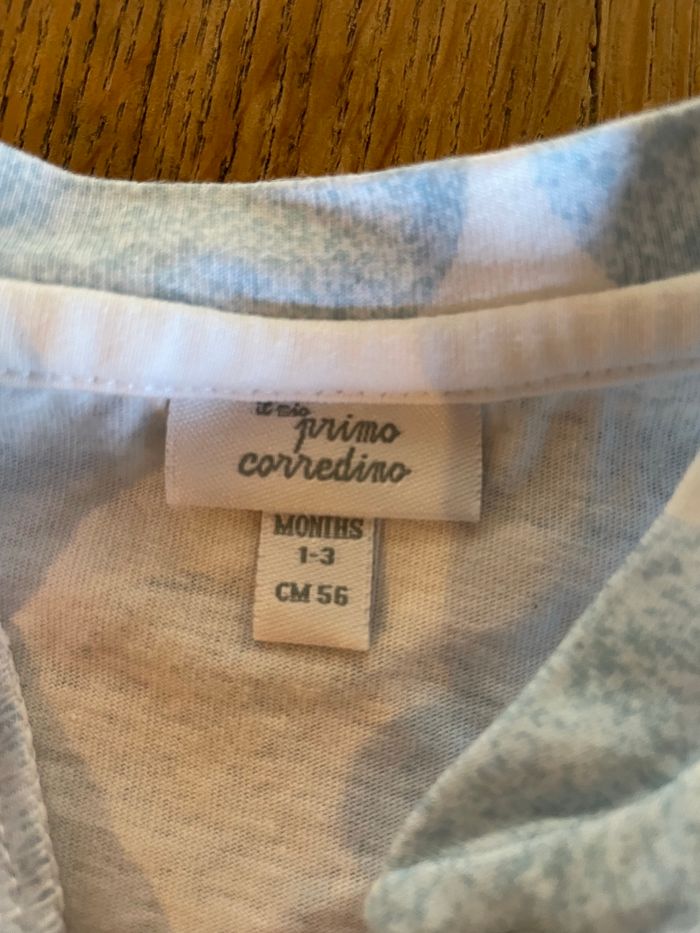 il mio
primo
corredino
MONTHS
1-3
CM 56